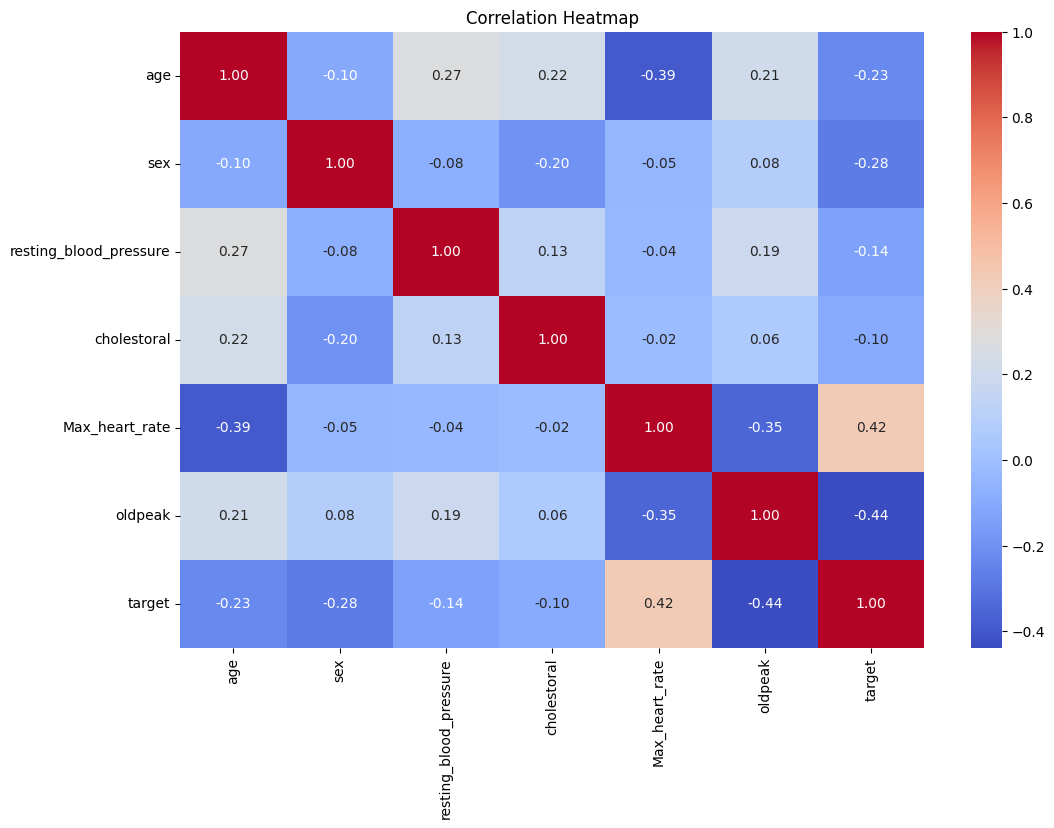 Correlation Heatmap
age 1.00 -0.10 0.27 0.22 -0.39 0.21 -0.23
sex -0.10 1.00 -0.08 -0.20 -0.05 0.08 -0.28
resting_blood_pressure 0.27 -0.08 1.00 0.13 -0.04 0.19 -0.14
cholestoral 0.22 -0.20 0.13 1.00 -0.02 0.06 -0.10
Max_heart_rate -0.39 -0.05 -0.04 -0.02 1.00 -0.35 0.42
oldpeak 0.21 0.08 0.19 0.06 -0.35 1.00 -0.44
target -0.23 -0.28 -0.14 -0.10 0.42 -0.44 1.00
age sex resting_blood_pressure cholestoral Max_heart_rate oldpeak target
1.0
0.8
0.6
0.4
0.2
0.0
−0.2
−0.4